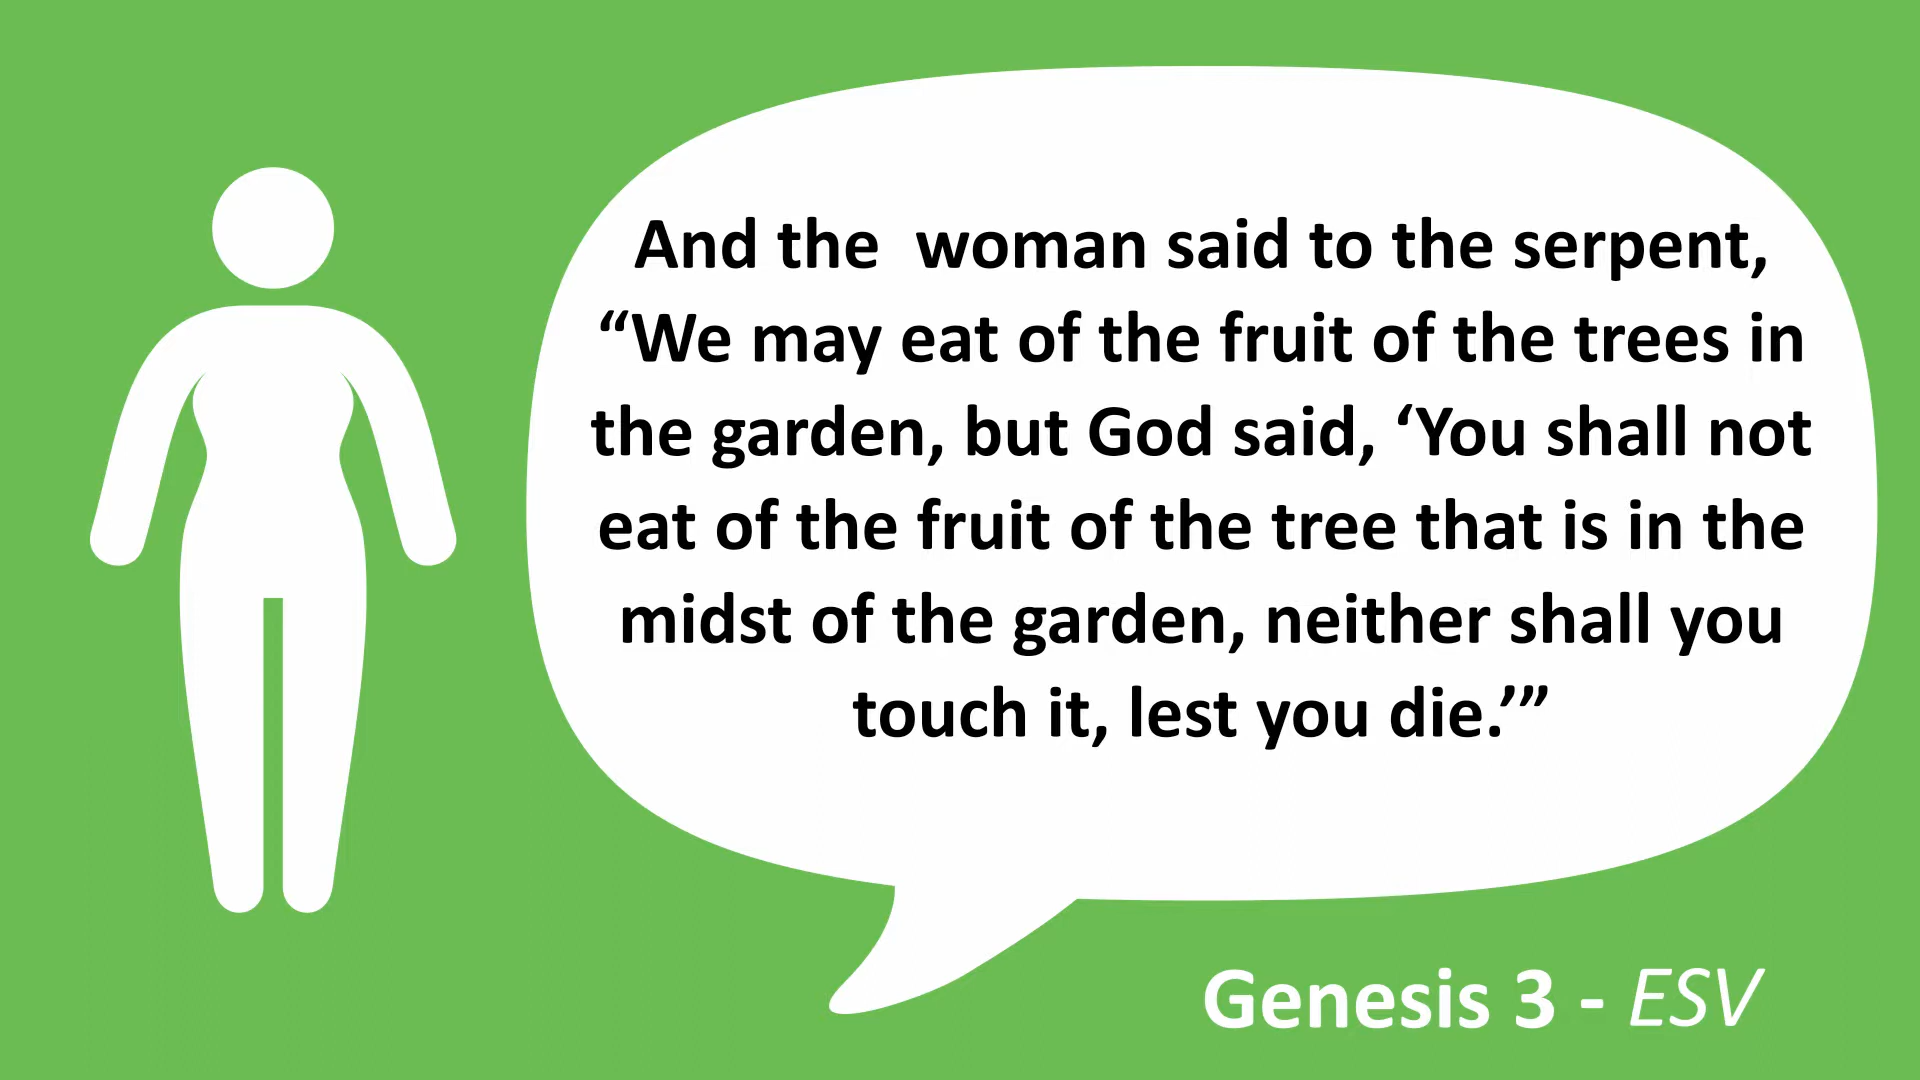 And the  woman said to the serpent,
“We may eat of the fruit of the trees in
the garden, but God said, ‘You shall not
eat of the fruit of the tree that is in the
midst of the garden, neither shall you
touch it, lest you die.’”
Genesis 3 - ESV